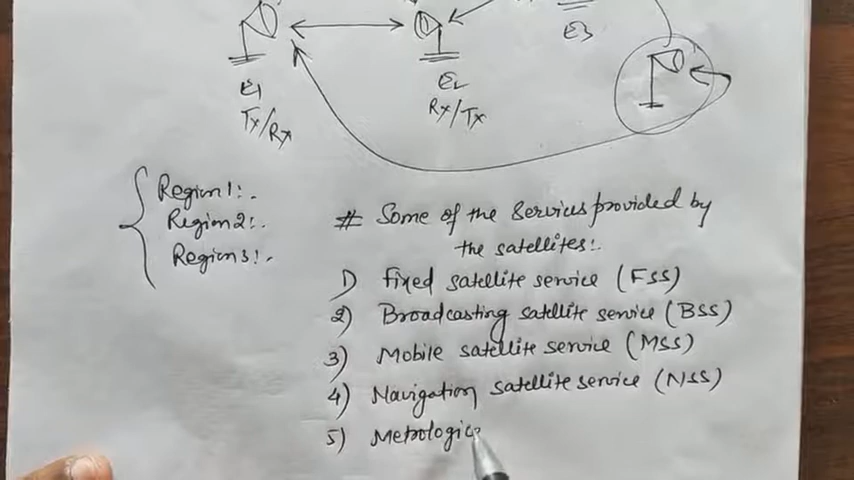 E1
Tx/Rx
E2
Rx/Tx
E3
Region1:.
Region2:.
Region3:.
# Some of the Services provided by
the satellites:.
1) Fixed satellite service (FSS)
2) Broadcasting satellite service (BSS)
3) Mobile satellite service (MSS)
4) Navigation satellite service (NSS)
5) Metrologica